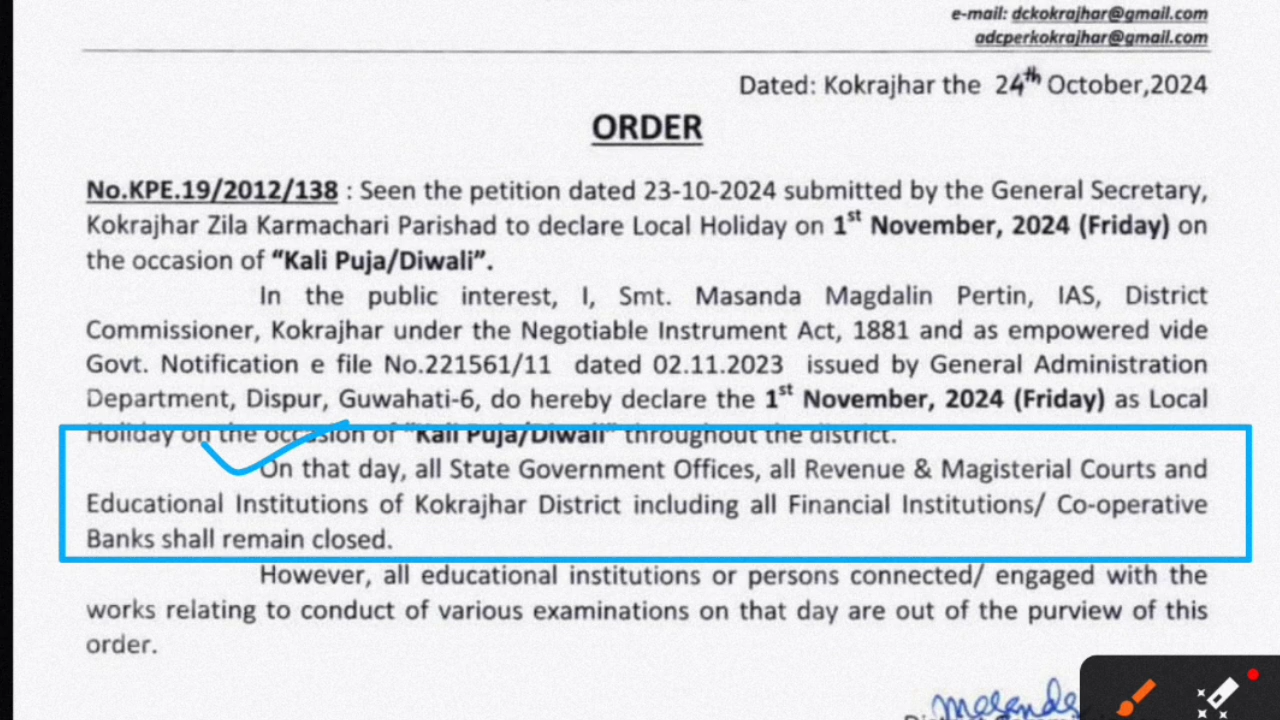 e-mail: dckokrajhar@gmail.com
adcperkokrajhar@gmail.com
Dated: Kokrajhar the 24th October,2024
ORDER
No.KPE.19/2012/138 : Seen the petition dated 23-10-2024 submitted by the General Secretary,
Kokrajhar Zila Karmachari Parishad to declare Local Holiday on 1st November, 2024 (Friday) on
the occasion of “Kali Puja/Diwali”.
In the public interest, I, Smt. Masanda Magdalin Pertin, IAS, District
Commissioner, Kokrajhar under the Negotiable Instrument Act, 1881 and as empowered vide
Govt. Notification e file No.221561/11 dated 02.11.2023 issued by General Administration
Department, Dispur, Guwahati-6, do hereby declare the 1st November, 2024 (Friday) as Local
Holiday on the occasion of “Kali Puja/Diwali” throughout the district.
On that day, all State Government Offices, all Revenue & Magisterial Courts and
Educational Institutions of Kokrajhar District including all Financial Institutions/ Co-operative
Banks shall remain closed.
However, all educational institutions or persons connected/ engaged with the
works relating to conduct of various examinations on that day are out of the purview of this
order.